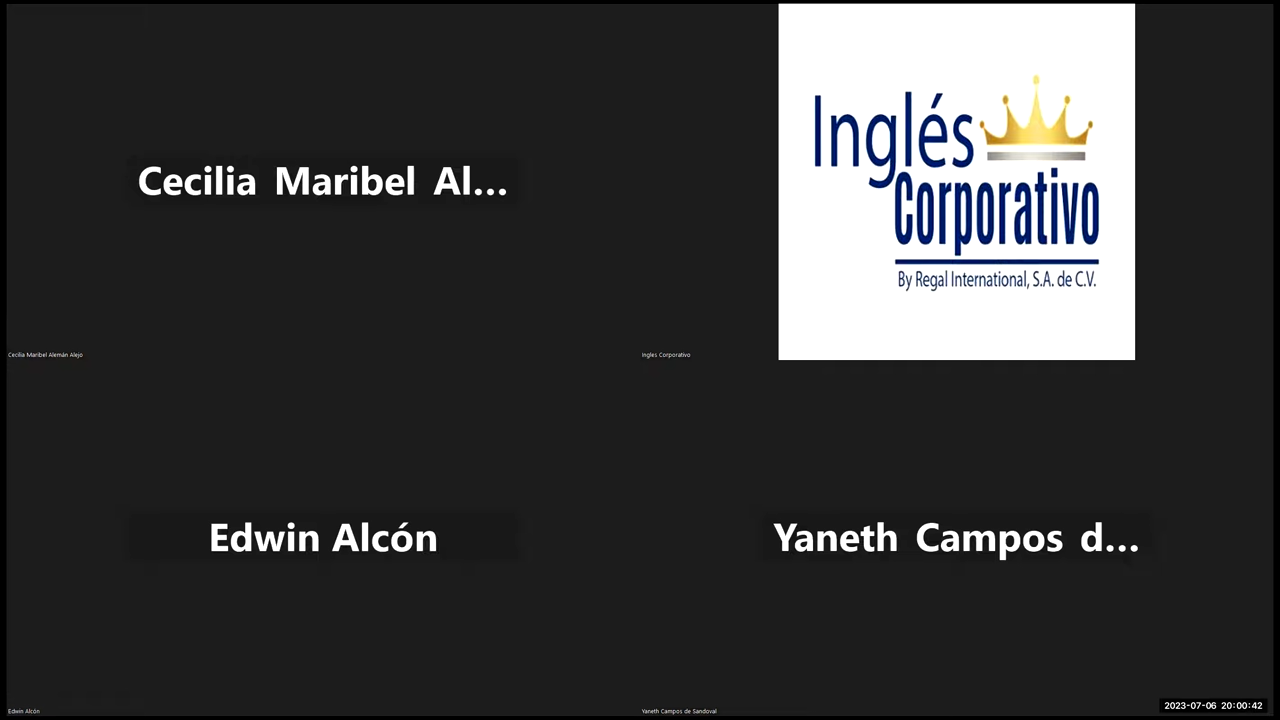 Cecilia Maribel Al...
Cecilia Maribel Alemán Alejo
Inglés
Corporativo
By Regal International, S.A. de C.V.
Ingles Corporativo
Edwin Alcón
Edwin Alcón
Yaneth Campos d...
Yaneth Campos de Sandoval
2023-07-06 20:00:42